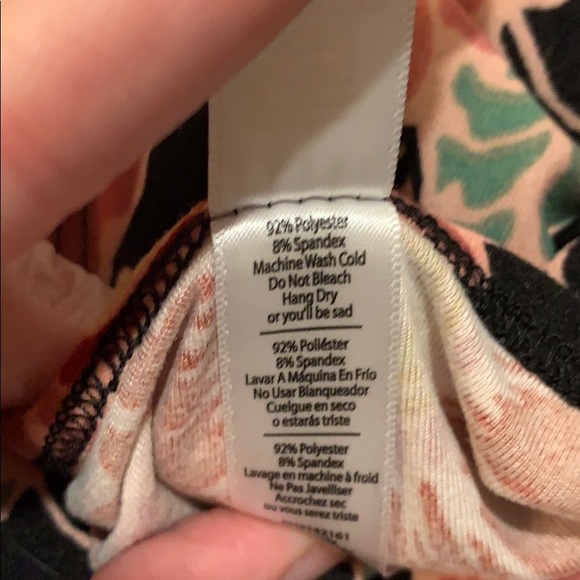 92% Polyester
8% Spandex
Machine Wash Cold
Do Not Bleach
Hang Dry
or you'll be sad
92% Poliéster
8% Spandex
Lavar A Máquina En Frío
No Usar Blanqueador
Cuelgue en seco
o estarás triste
92% Polyester
8% Spandex
Lavage en machine à froid
Ne Pas Javelliser
Accrochez sec
ou vous serez triste